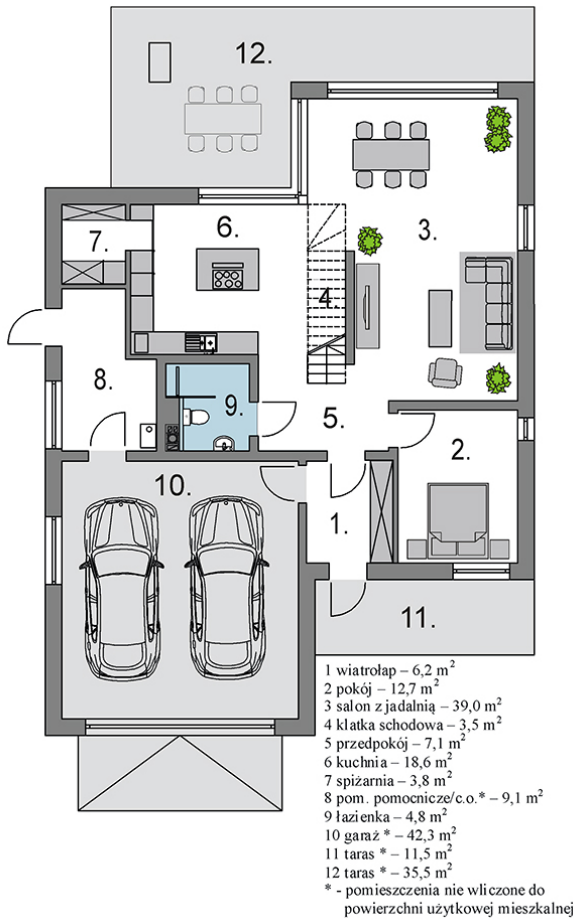 12.
6.
3.
7.
4.
8.
9.
5.
2.
10.
1.
11.
1 wiatrołap – 6,2 m²
2 pokój – 12,7 m²
3 salon z jadalnią – 39,0 m²
4 klatka schodowa – 3,5 m²
5 przedpokój – 7,1 m²
6 kuchnia – 18,6 m²
7 spiżarnia – 3,8 m²
8 pom. pomocnicze/c.o.* – 9,1 m²
9 łazienka – 4,8 m²
10 garaż * – 42,3 m²
11 taras * – 11,5 m²
12 taras * – 35,5 m²
* - pomieszczenia nie wliczone do
powierzchni użytkowej mieszkalnej